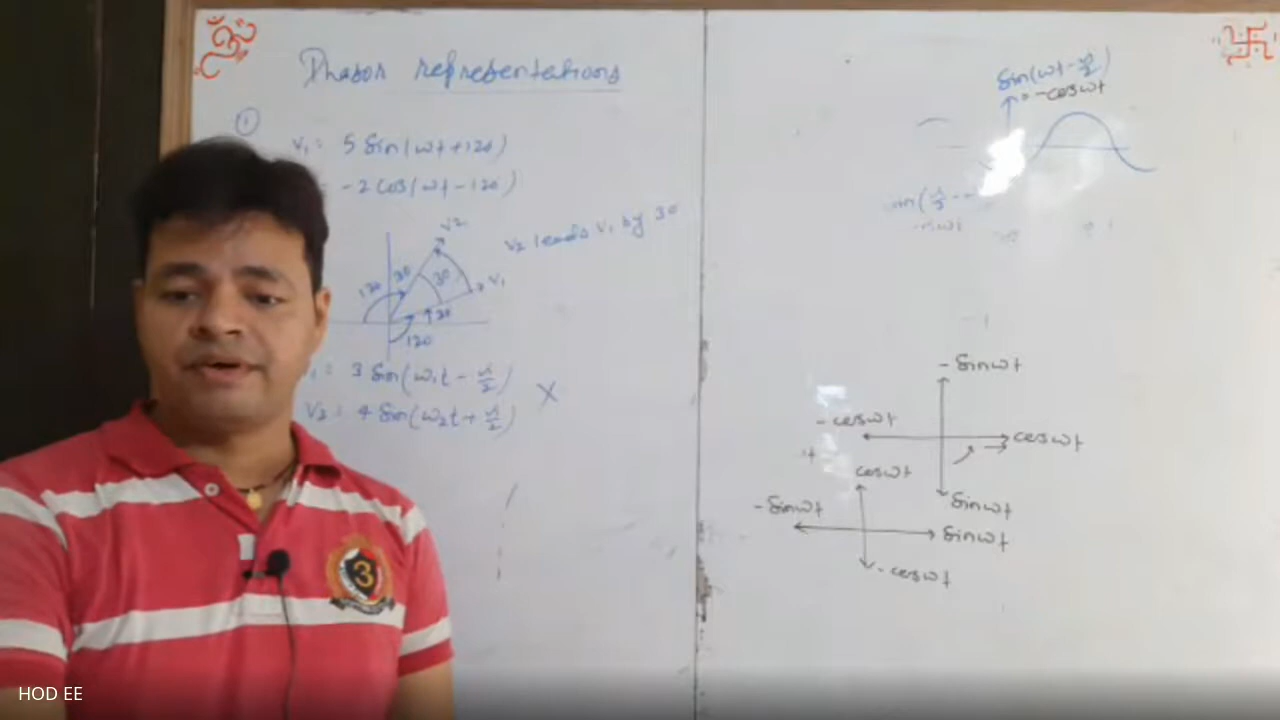 ॐ
Phasor representations
1
V₁ = 5 Sin(ωt+120)
= -2 Cos(ωt-120)
V2 leads V₁ by 30
V2
30
30
120
V₁
120
: 3 Sin(ω₁t - π/2)
V2 = 4 Sin(ω₂t + π/2)
X
Sin(ωt - π/2)
= -cosωt
- Sinωt
- cosωt
cosωt
Sinωt
cosωt
- Sinωt
Sinωt
- cosωt
3
HOD EE